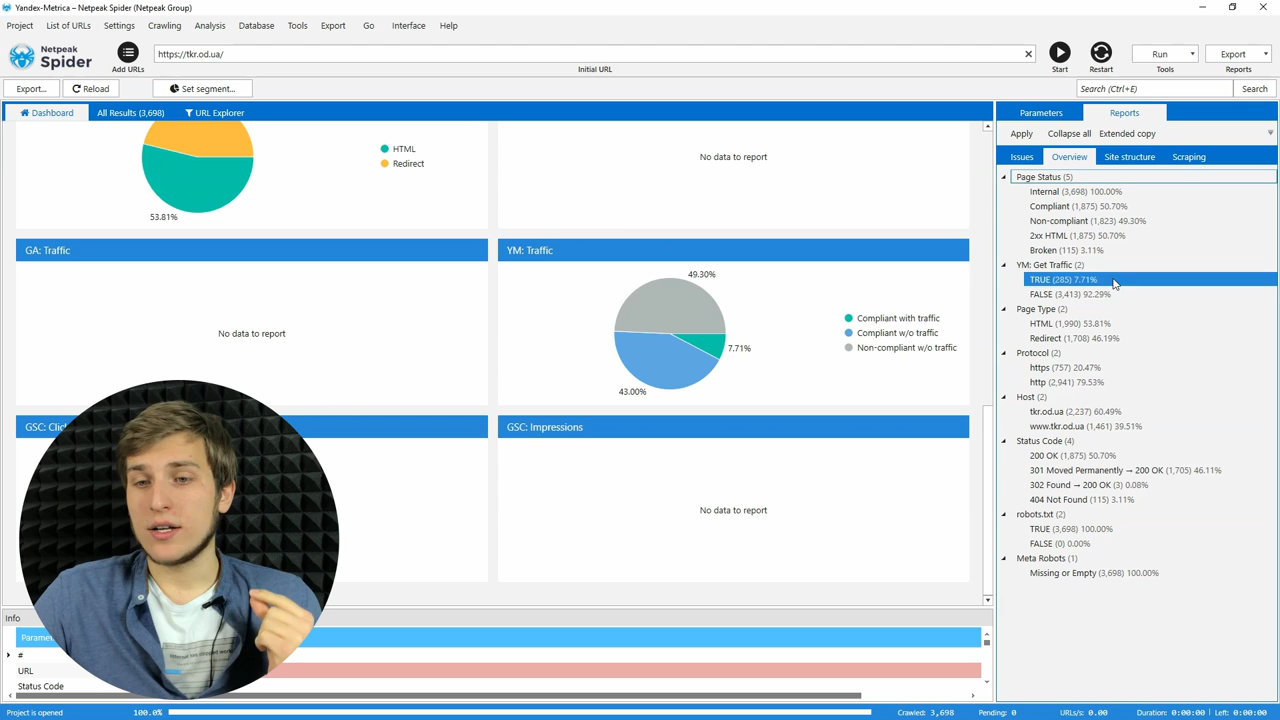 Yandex-Metrica - Netpeak Spider (Netpeak Group)
Project List of URLs Settings Crawling Analysis Database Tools Export Go Interface Help
Netpeak Spider
Add URLs
https://tkr.od.ua/
Initial URL
Start
Restart
Run
Tools
Export
Reports
Export... Reload Set segment...
Search (Ctrl+E) Search
Dashboard All Results (3,698) URL Explorer
HTML
Redirect
53.81%
No data to report
GA: Traffic
No data to report
YM: Traffic
49.30%
7.71%
43.00%
Compliant with traffic
Compliant w/o traffic
Non-compliant w/o traffic
GSC: Clic
GSC: Impressions
No data to report
Info
Parame
#
URL
Status Code
Parameters Reports
Apply Collapse all Extended copy
Issues Overview Site structure Scraping
Page Status (5)
Internal (3,698) 100.00%
Compliant (1,875) 50.70%
Non-compliant (1,823) 49.30%
2xx HTML (1,875) 50.70%
Broken (115) 3.11%
YM: Get Traffic (2)
TRUE (285) 7.71%
FALSE (3,413) 92.29%
Page Type (2)
HTML (1,990) 53.81%
Redirect (1,708) 46.19%
Protocol (2)
https (757) 20.47%
http (2,941) 79.53%
Host (2)
tkr.od.ua (2,237) 60.49%
www.tkr.od.ua (1,461) 39.51%
Status Code (4)
200 OK (1,875) 50.70%
301 Moved Permanently → 200 OK (1,705) 46.11%
302 Found → 200 OK (3) 0.08%
404 Not Found (115) 3.11%
robots.txt (2)
TRUE (3,698) 100.00%
FALSE (0) 0.00%
Meta Robots (1)
Missing or Empty (3,698) 100.00%
Project is opened 100.0% Crawled: 3,698 Pending: 0 URLs/s: 0.00 Duration: 0:00:00 Left: 0:00:00